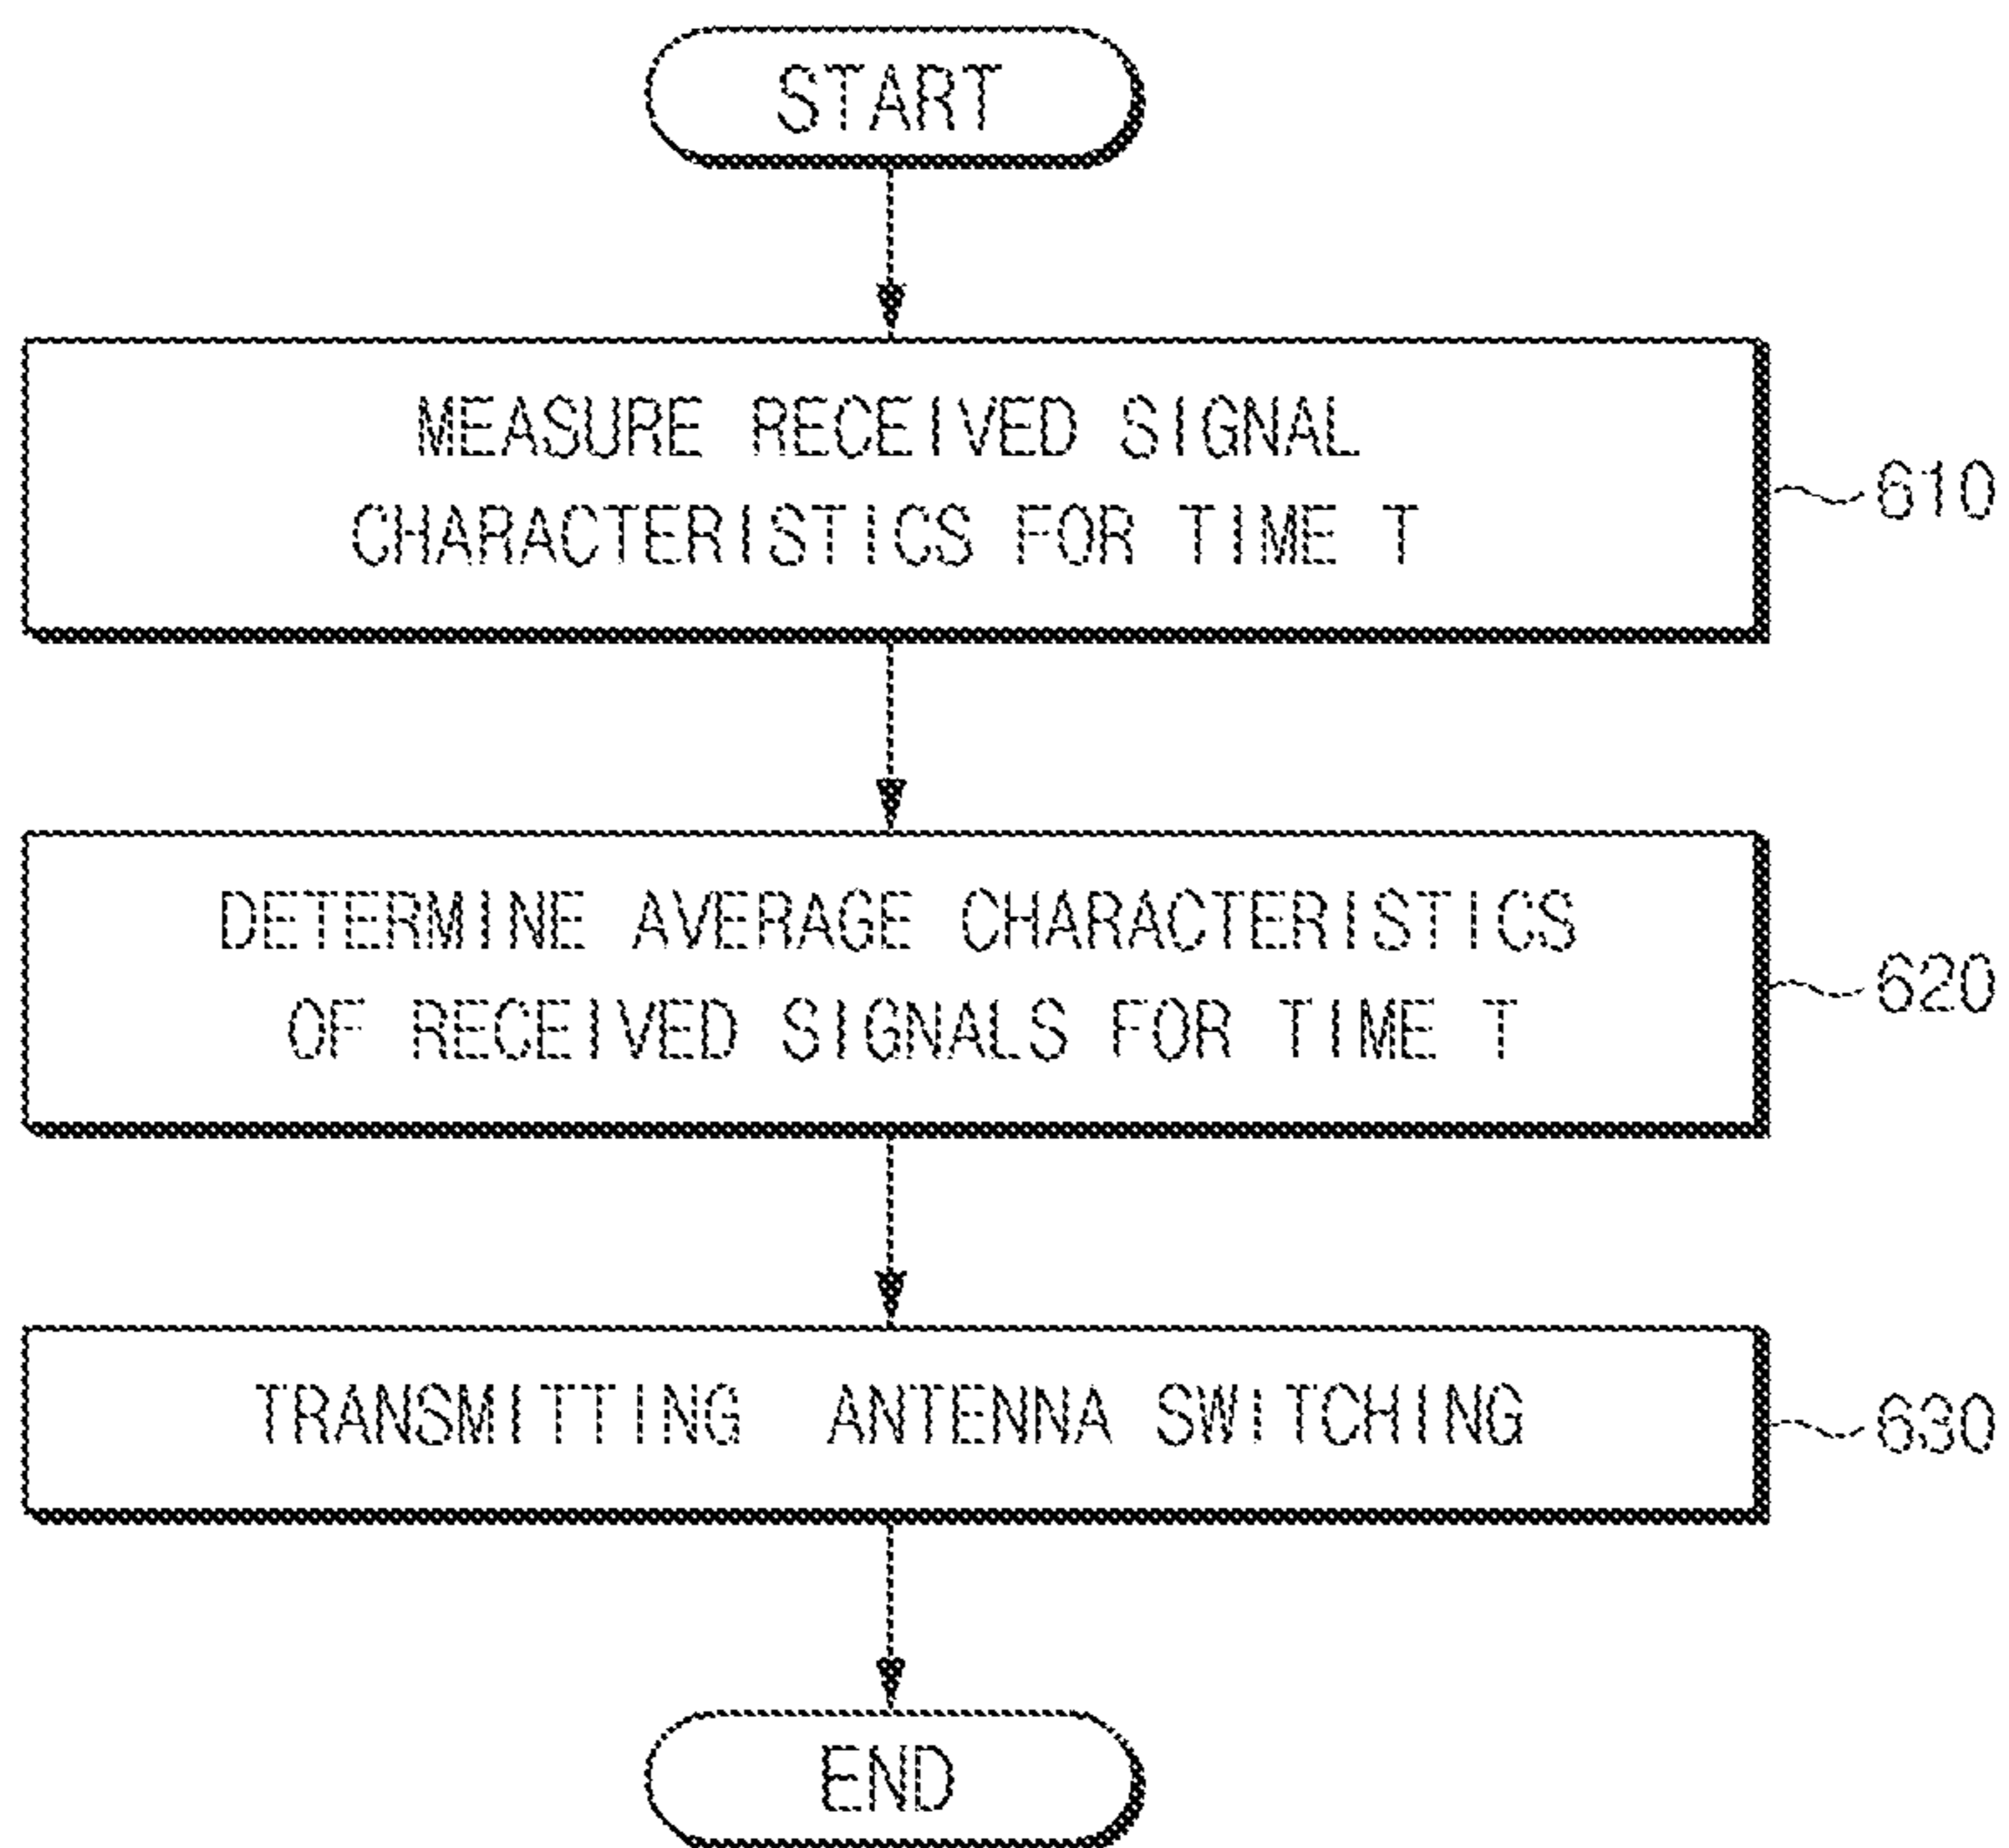 START
MEASURE RECEIVED SIGNAL
CHARACTERISTICS FOR TIME T
610
DETERMINE AVERAGE CHARACTERISTICS
OF RECEIVED SIGNALS FOR TIME T
620
TRANSMITTING ANTENNA SWITCHING
630
END